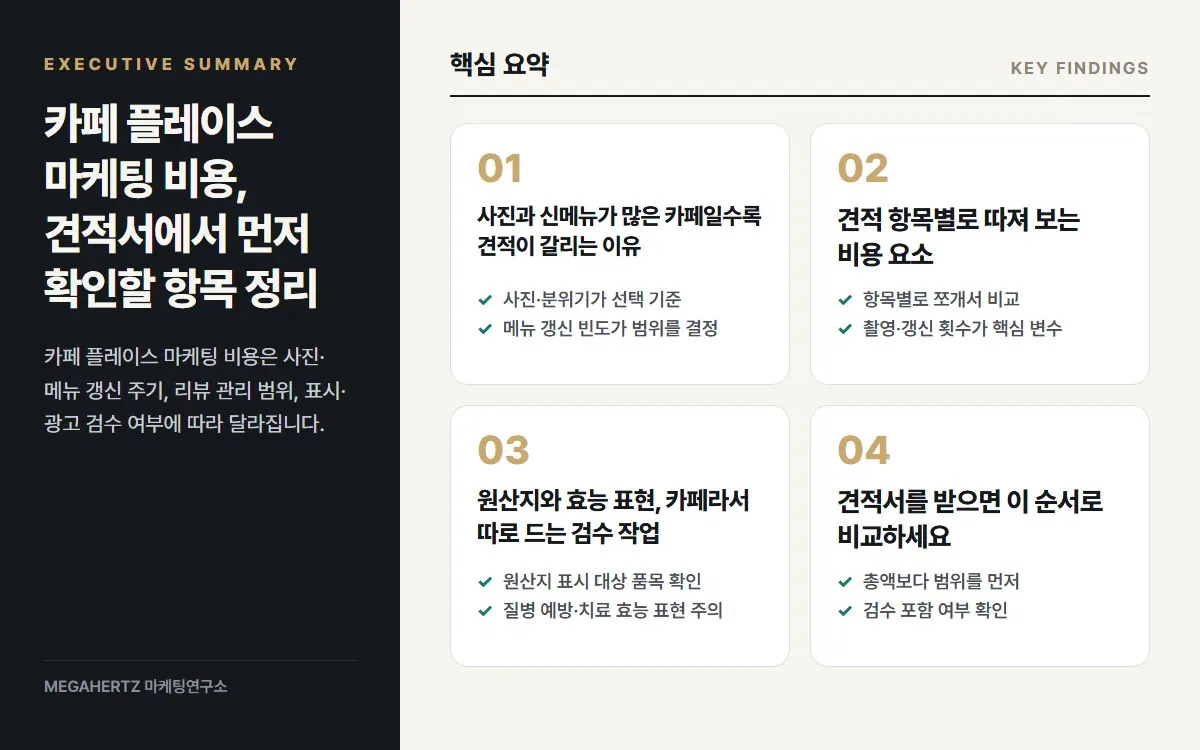 EXECUTIVE SUMMARY
카페 플레이스
마케팅 비용,
견적서에서 먼저
확인할 항목 정리
카페 플레이스 마케팅 비용은 사진·
메뉴 갱신 주기, 리뷰 관리 범위, 표시·
광고 검수 여부에 따라 달라집니다.
MEGAHERTZ 마케팅연구소
핵심 요약
KEY FINDINGS
01
사진과 신메뉴가 많은 카페일수록
견적이 갈리는 이유
사진·분위기가 선택 기준
메뉴 갱신 빈도가 범위를 결정
02
견적 항목별로 따져 보는
비용 요소
항목별로 쪼개서 비교
촬영·갱신 횟수가 핵심 변수
03
원산지와 효능 표현, 카페라서
따로 드는 검수 작업
원산지 표시 대상 품목 확인
질병 예방·치료 효능 표현 주의
04
견적서를 받으면 이 순서로
비교하세요
총액보다 범위를 먼저
검수 포함 여부 확인